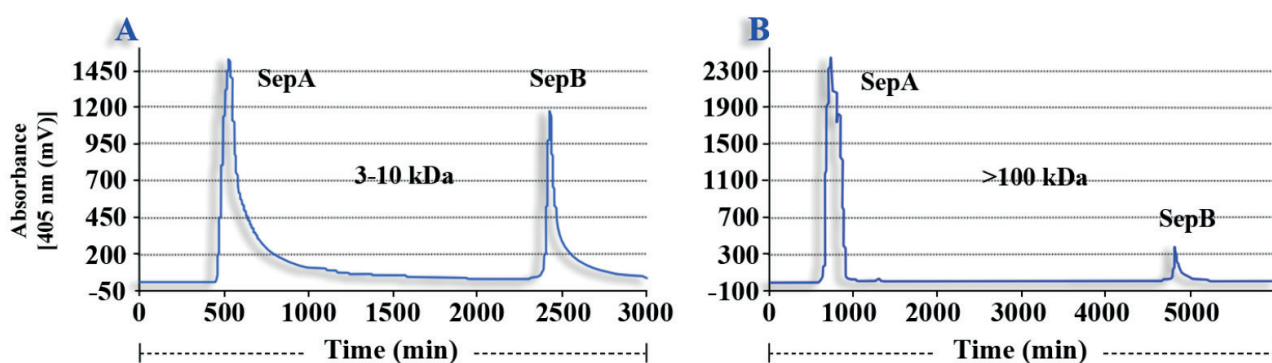 A
Absorbance
[405 nm (mV)]
1450
1200
950
700
450
200
-50
SepA
SepB
3-10 kDa
0 500 1000 1500 2000 2500 3000
Time (min)
B
2300
1900
1500
1100
700
300
-100
SepA
>100 kDa
SepB
0 1000 2000 3000 4000 5000
Time (min)